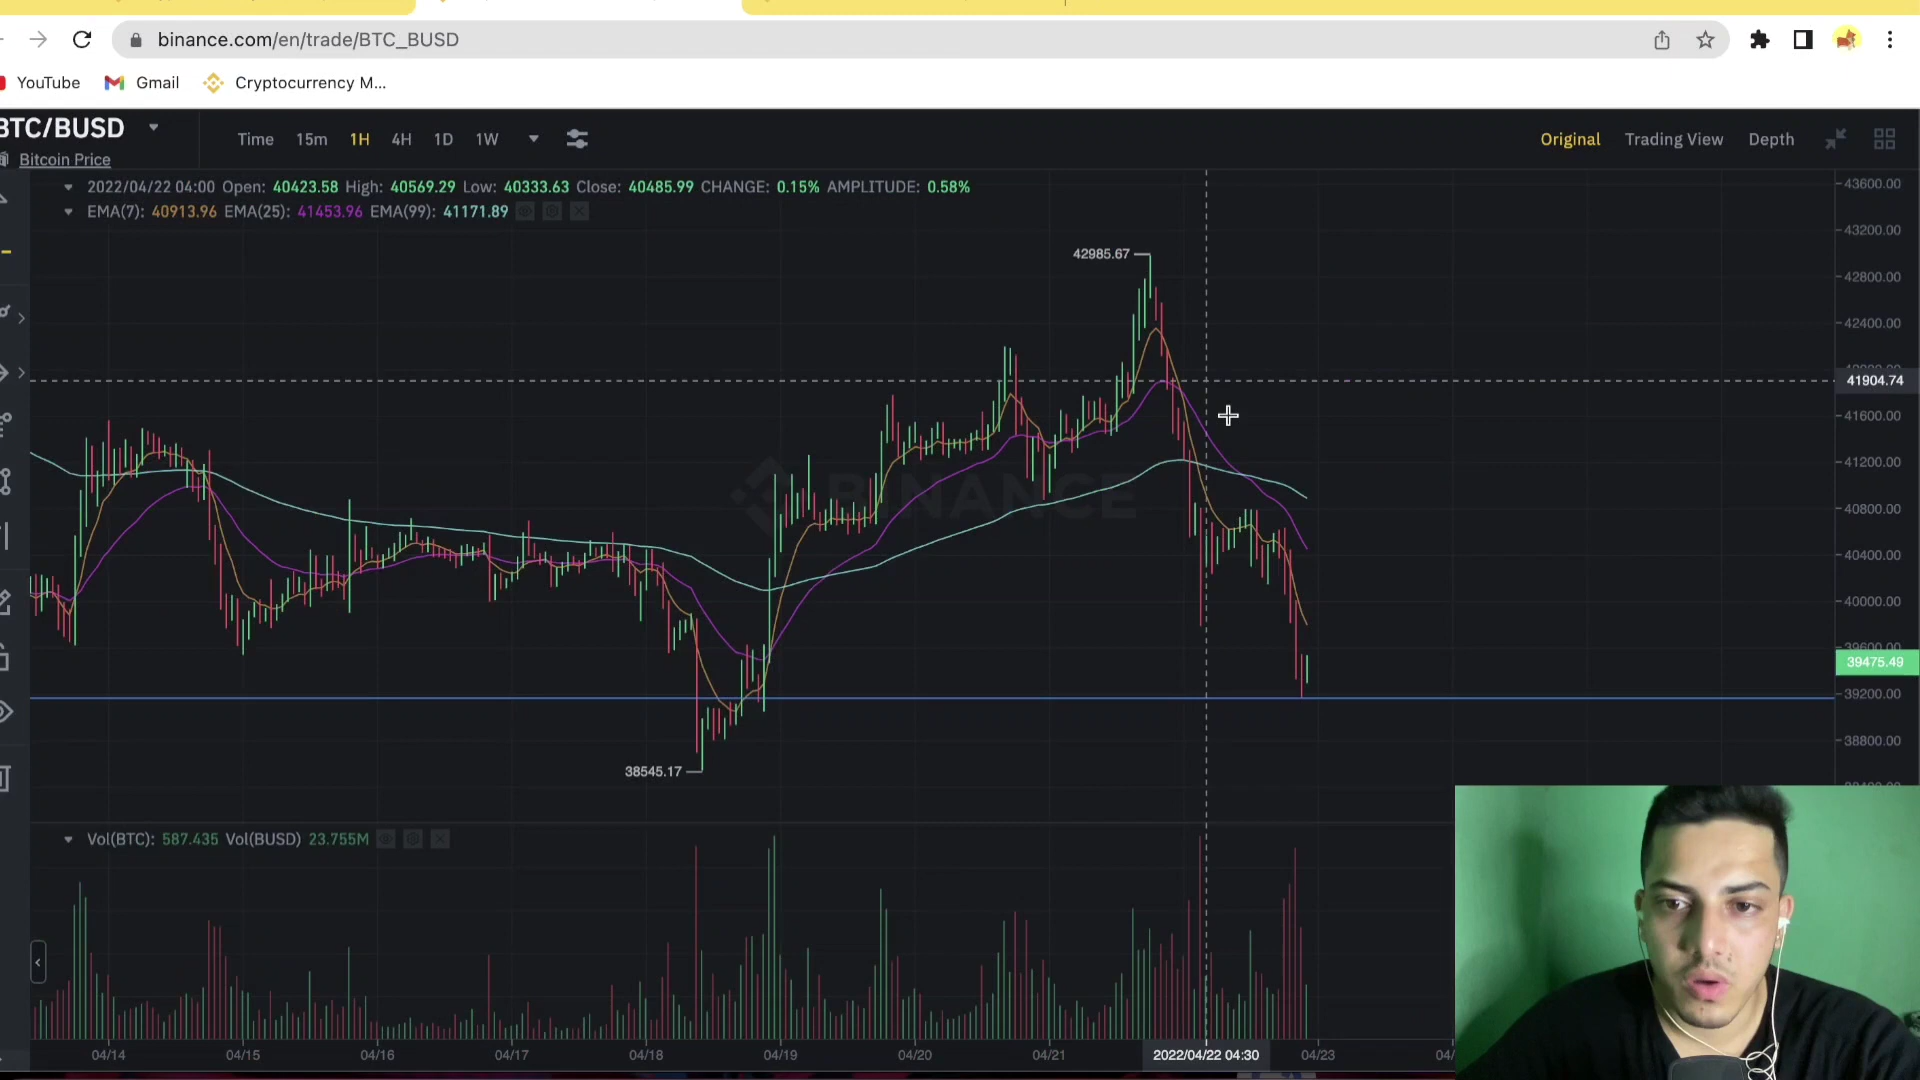 binance.com/en/trade/BTC_BUSD
YouTube Gmail Cryptocurrency M...
BTC/BUSD
Bitcoin Price
Time 15m 1H 4H 1D 1W
Original Trading View Depth
2022/04/22 04:00 Open: 40423.58 High: 40569.29 Low: 40333.63 Close: 40485.99 CHANGE: 0.15% AMPLITUDE: 0.58%
EMA(7): 40913.96 EMA(25): 41453.96 EMA(99): 41171.89
43600.00
43200.00
42985.67
42800.00
42400.00
41904.74
41600.00
41200.00
BINANCE
40800.00
40400.00
40000.00
39600.00
39475.49
39200.00
38800.00
38545.17
Vol(BTC): 587.435 Vol(BUSD) 23.755M
04/14 04/15 04/16 04/17 04/18 04/19 04/20 04/21 2022/04/22 04:30 04/23